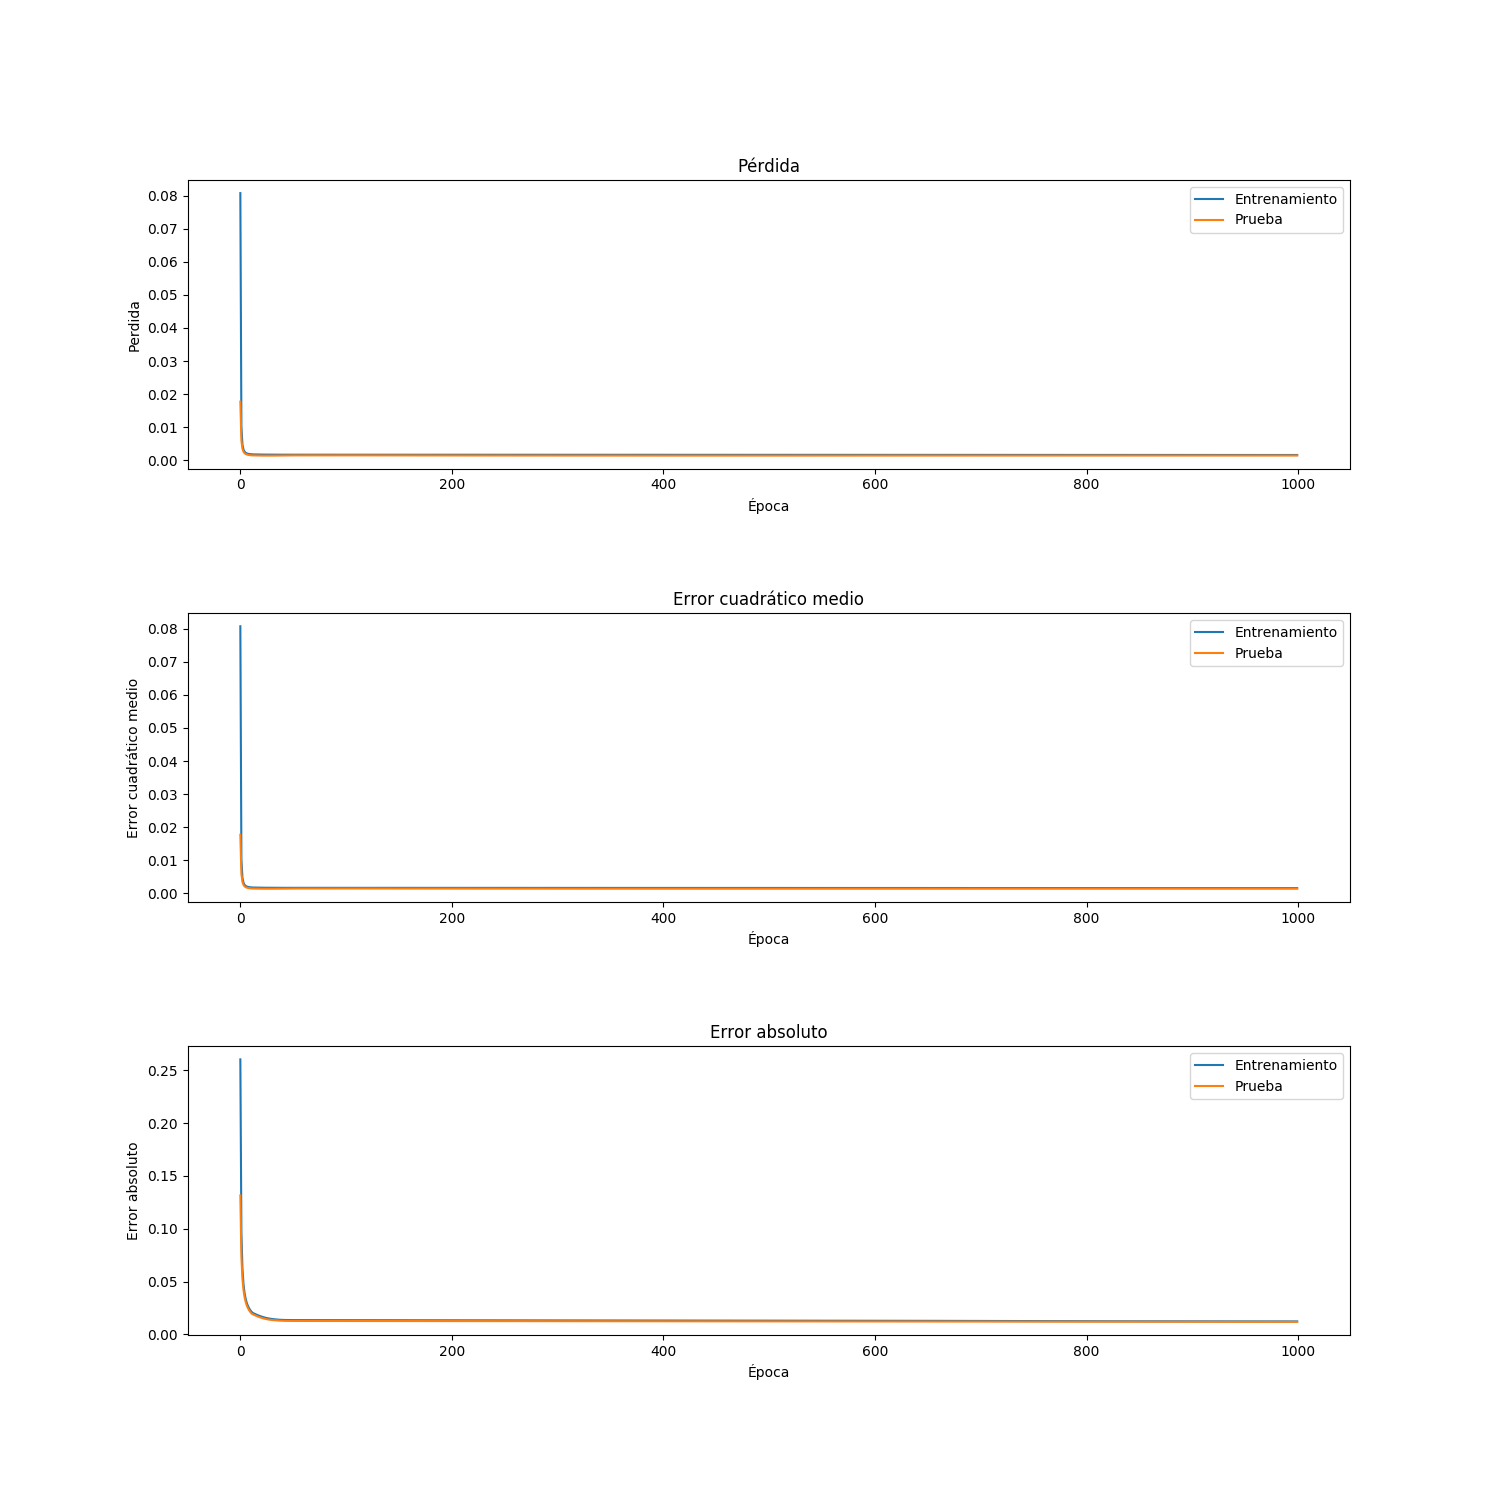 Pérdida
Entrenamiento
Prueba
0.08
0.07
0.06
0.05
0.04
0.03
0.02
0.01
0.00
Perdida
0 200 400 600 800 1000
Época
Error cuadrático medio
Entrenamiento
Prueba
0.08
0.07
0.06
0.05
0.04
0.03
0.02
0.01
0.00
Error cuadrático medio
0 200 400 600 800 1000
Época
Error absoluto
Entrenamiento
Prueba
0.25
0.20
0.15
0.10
0.05
0.00
Error absoluto
0 200 400 600 800 1000
Época